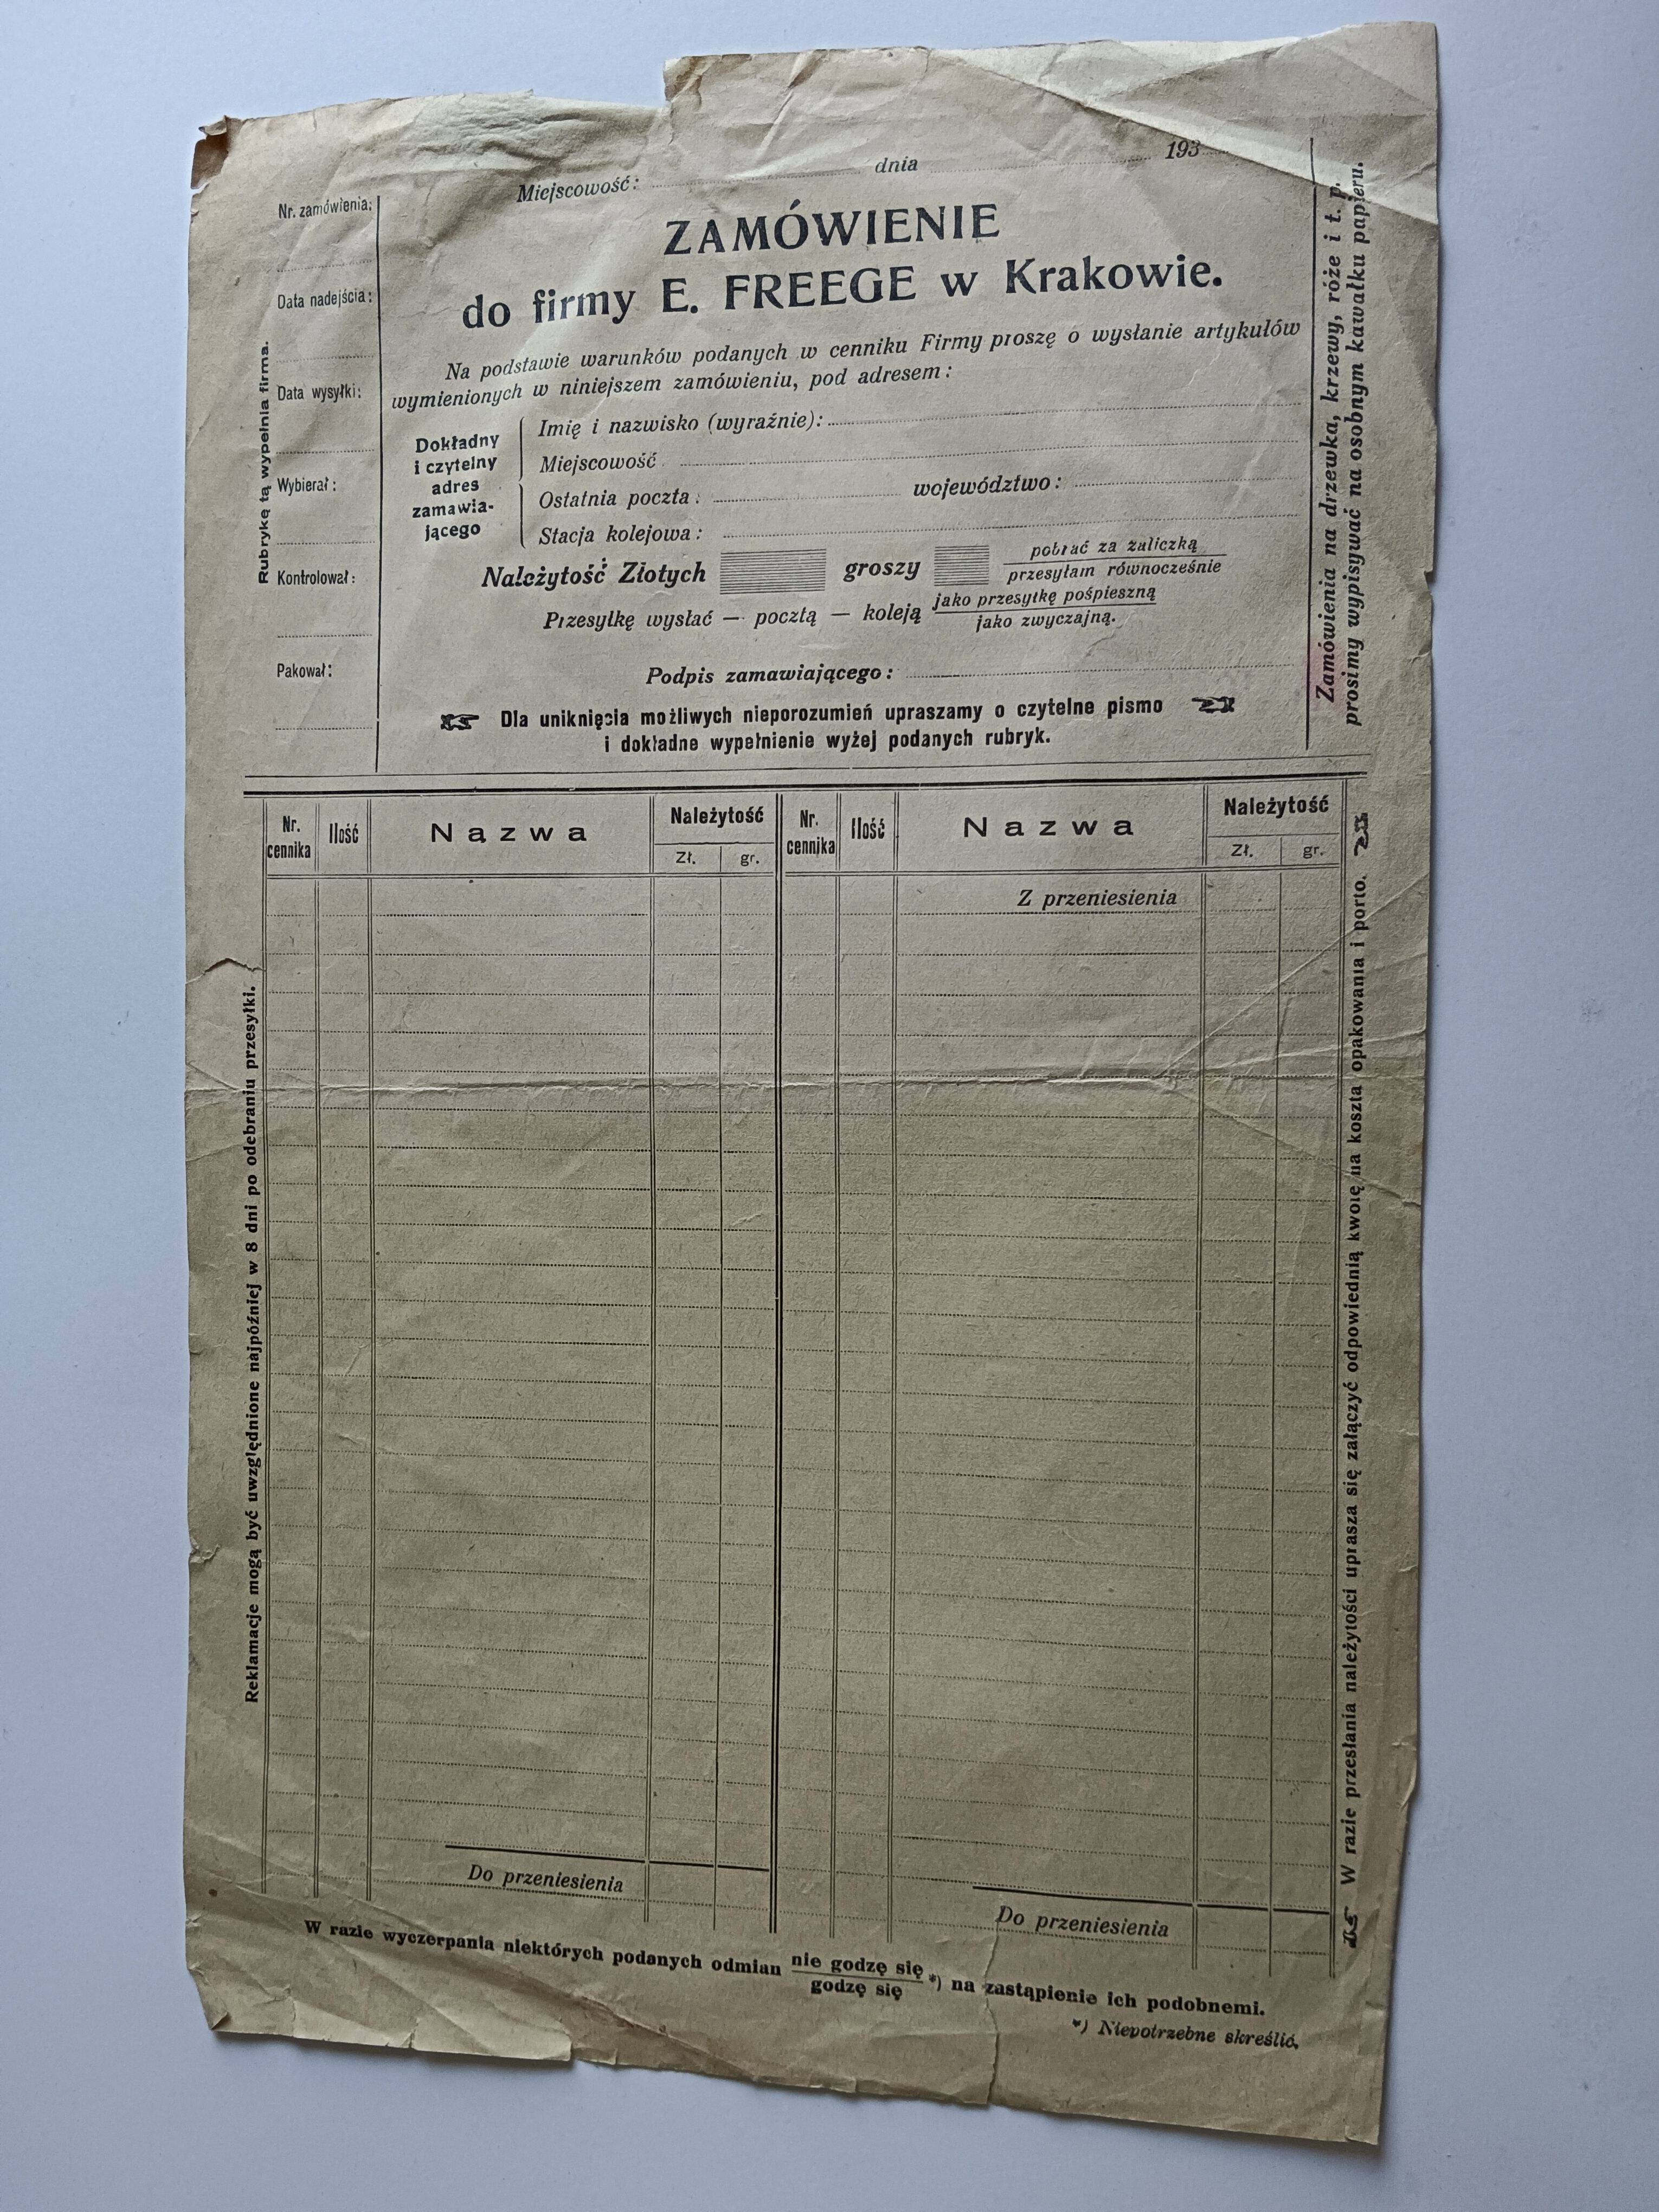 Miejscowość: dnia 193
Nr. zamówienia:
Data nadejścia:
Data wysyłki:
Wybierał:
Kontrolował:
Pakował:
Rubrykę tą wypełnia firma.
ZAMÓWIENIE
do firmy E. FREEGE w Krakowie.
Na podstawie warunków podanych w cenniku Firmy proszę o wysłanie artykułów
wymienionych w niniejszem zamówieniu, pod adresem:
Dokładny
i czytelny
adres
zamawia-
jącego
Imię i nazwisko (wyraźnie):
Miejscowość
Ostatnia poczta: województwo:
Stacja kolejowa:
Należytość Złotych groszy pobrać za zaliczką
przesyłam równocześnie
Przesyłkę wysłać — pocztą — koleją jako przesyłkę pośpieszną
jako zwyczajną.
Podpis zamawiającego:
Dla uniknięcia możliwych nieporozumień upraszamy o czytelne pismo
i dokładne wypełnienie wyżej podanych rubryk.
Zamówienia na drzewka, krzewy, róże i t. p.
prosimy wypisywać na osobnym kawałku papieru.
Nr. cennika Ilość Nazwa Należytość Zł. gr. Nr. cennika Ilość Nazwa Należytość Zł. gr.
Z przeniesienia
Reklamacje mogą być uwzględnione najpóźniej w 8 dni po odebraniu przesyłki.
W razie przesłania należytości uprasza się załączyć odpowiednią kwotę na koszta opakowania i porto.
Do przeniesienia
Do przeniesienia
W razie wyczerpania niektórych podanych odmian nie godzę się
godzę się *) na zastąpienie ich podobnemi.
*) Niepotrzebne skreślić.